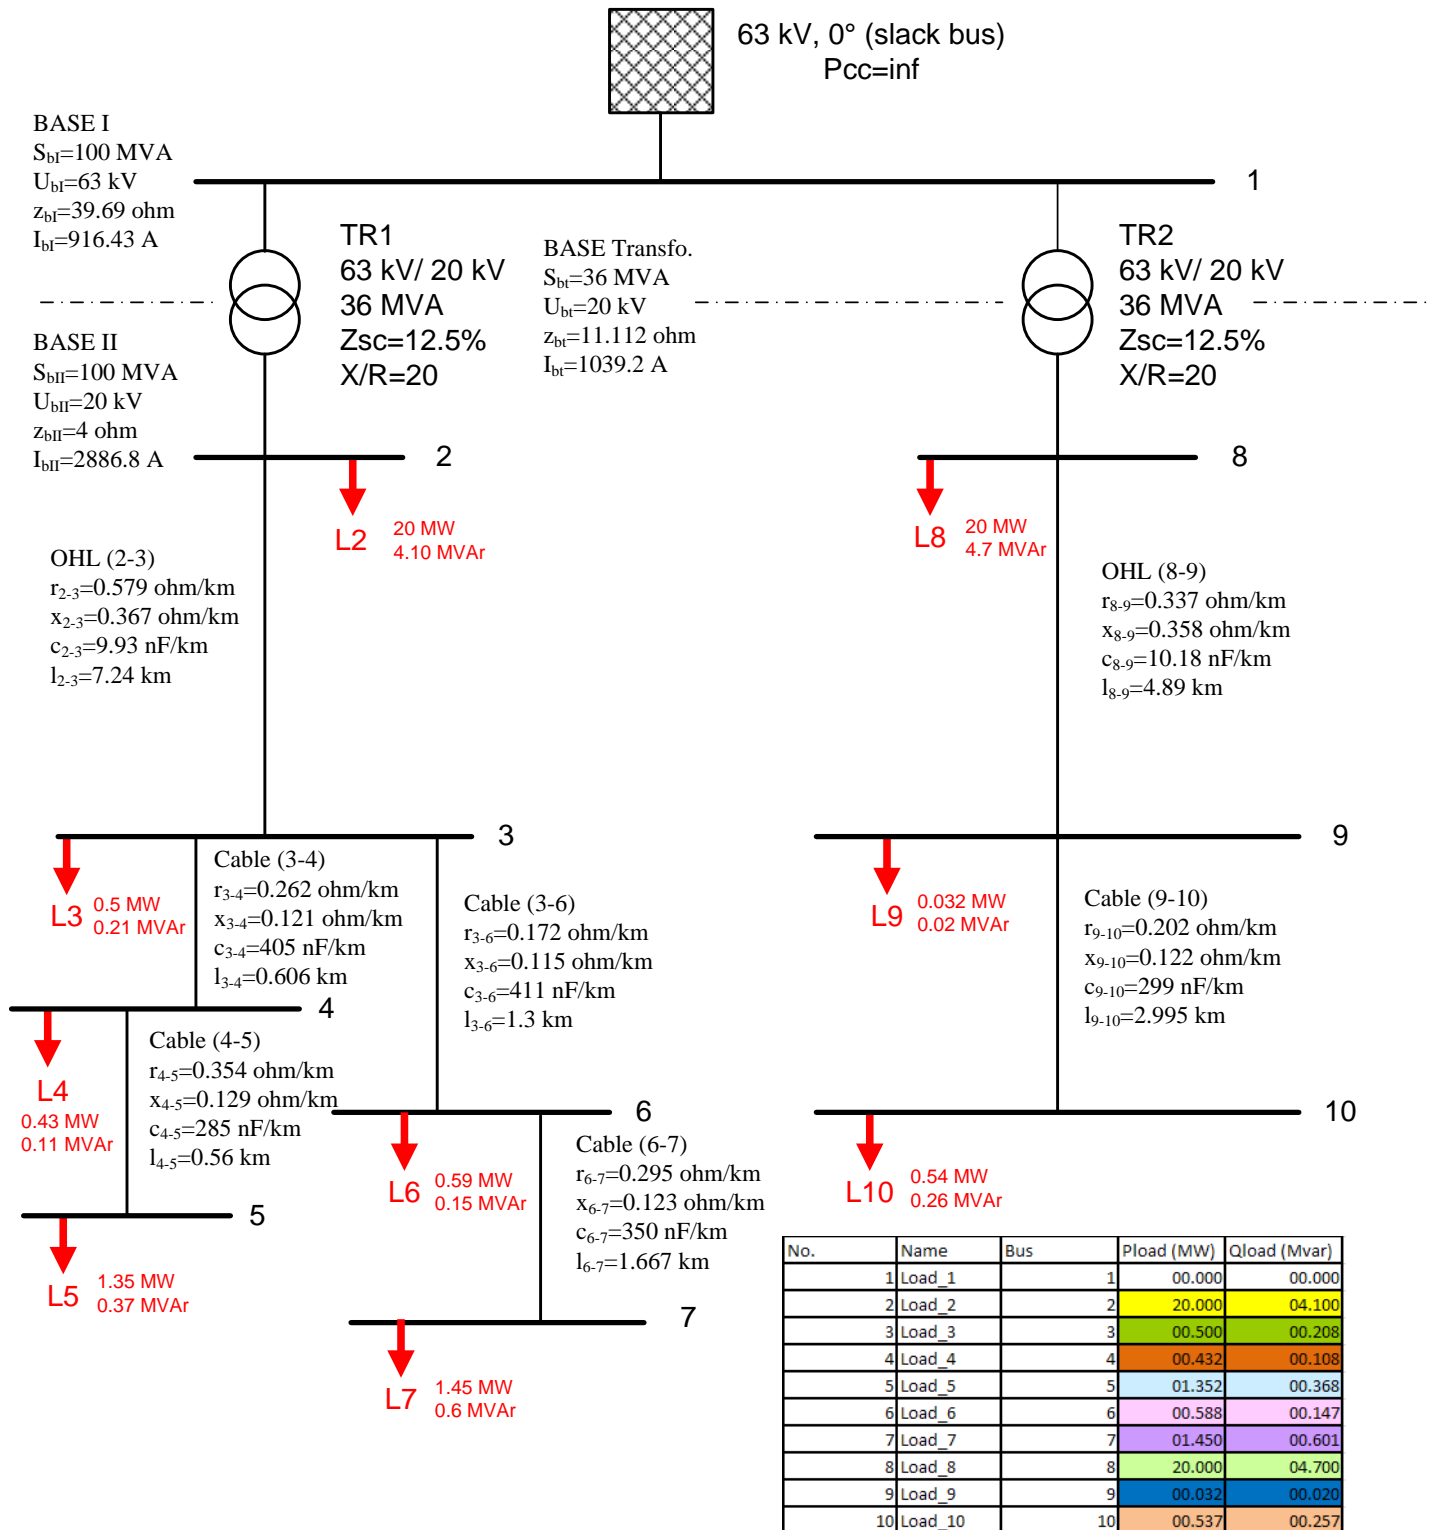 63 kV, 0° (slack bus)
Pcc=inf
BASE I
SbI=100 MVA
UbI=63 kV
zbI=39.69 ohm
IbI=916.43 A
1
TR1
63 kV/ 20 kV
36 MVA
Zsc=12.5%
X/R=20
BASE Transfo.
Sbt=36 MVA
Ubt=20 kV
zbt=11.112 ohm
Ibt=1039.2 A
TR2
63 kV/ 20 kV
36 MVA
Zsc=12.5%
X/R=20
BASE II
SbII=100 MVA
UbII=20 kV
zbII=4 ohm
IbII=2886.8 A
2
8
L2
20 MW
4.10 MVAr
L8
20 MW
4.7 MVAr
OHL (2-3)
r2-3=0.579 ohm/km
x2-3=0.367 ohm/km
c2-3=9.93 nF/km
l2-3=7.24 km
OHL (8-9)
r8-9=0.337 ohm/km
x8-9=0.358 ohm/km
c8-9=10.18 nF/km
l8-9=4.89 km
3
9
L3
0.5 MW
0.21 MVAr
Cable (3-4)
r3-4=0.262 ohm/km
x3-4=0.121 ohm/km
c3-4=405 nF/km
l3-4=0.606 km
Cable (3-6)
r3-6=0.172 ohm/km
x3-6=0.115 ohm/km
c3-6=411 nF/km
l3-6=1.3 km
L9
0.032 MW
0.02 MVAr
Cable (9-10)
r9-10=0.202 ohm/km
x9-10=0.122 ohm/km
c9-10=299 nF/km
l9-10=2.995 km
4
L4
0.43 MW
0.11 MVAr
Cable (4-5)
r4-5=0.354 ohm/km
x4-5=0.129 ohm/km
c4-5=285 nF/km
l4-5=0.56 km
6
10
L6
0.59 MW
0.15 MVAr
Cable (6-7)
r6-7=0.295 ohm/km
x6-7=0.123 ohm/km
c6-7=350 nF/km
l6-7=1.667 km
L10
0.54 MW
0.26 MVAr
5
L5
1.35 MW
0.37 MVAr
7
L7
1.45 MW
0.6 MVAr
No. Name Bus Pload (MW) Qload (Mvar)
1 Load_1 1 00.000 00.000
2 Load_2 2 20.000 04.100
3 Load_3 3 00.500 00.208
4 Load_4 4 00.432 00.108
5 Load_5 5 01.352 00.368
6 Load_6 6 00.588 00.147
7 Load_7 7 01.450 00.601
8 Load_8 8 20.000 04.700
9 Load_9 9 00.032 00.020
10 Load_10 10 00.537 00.257